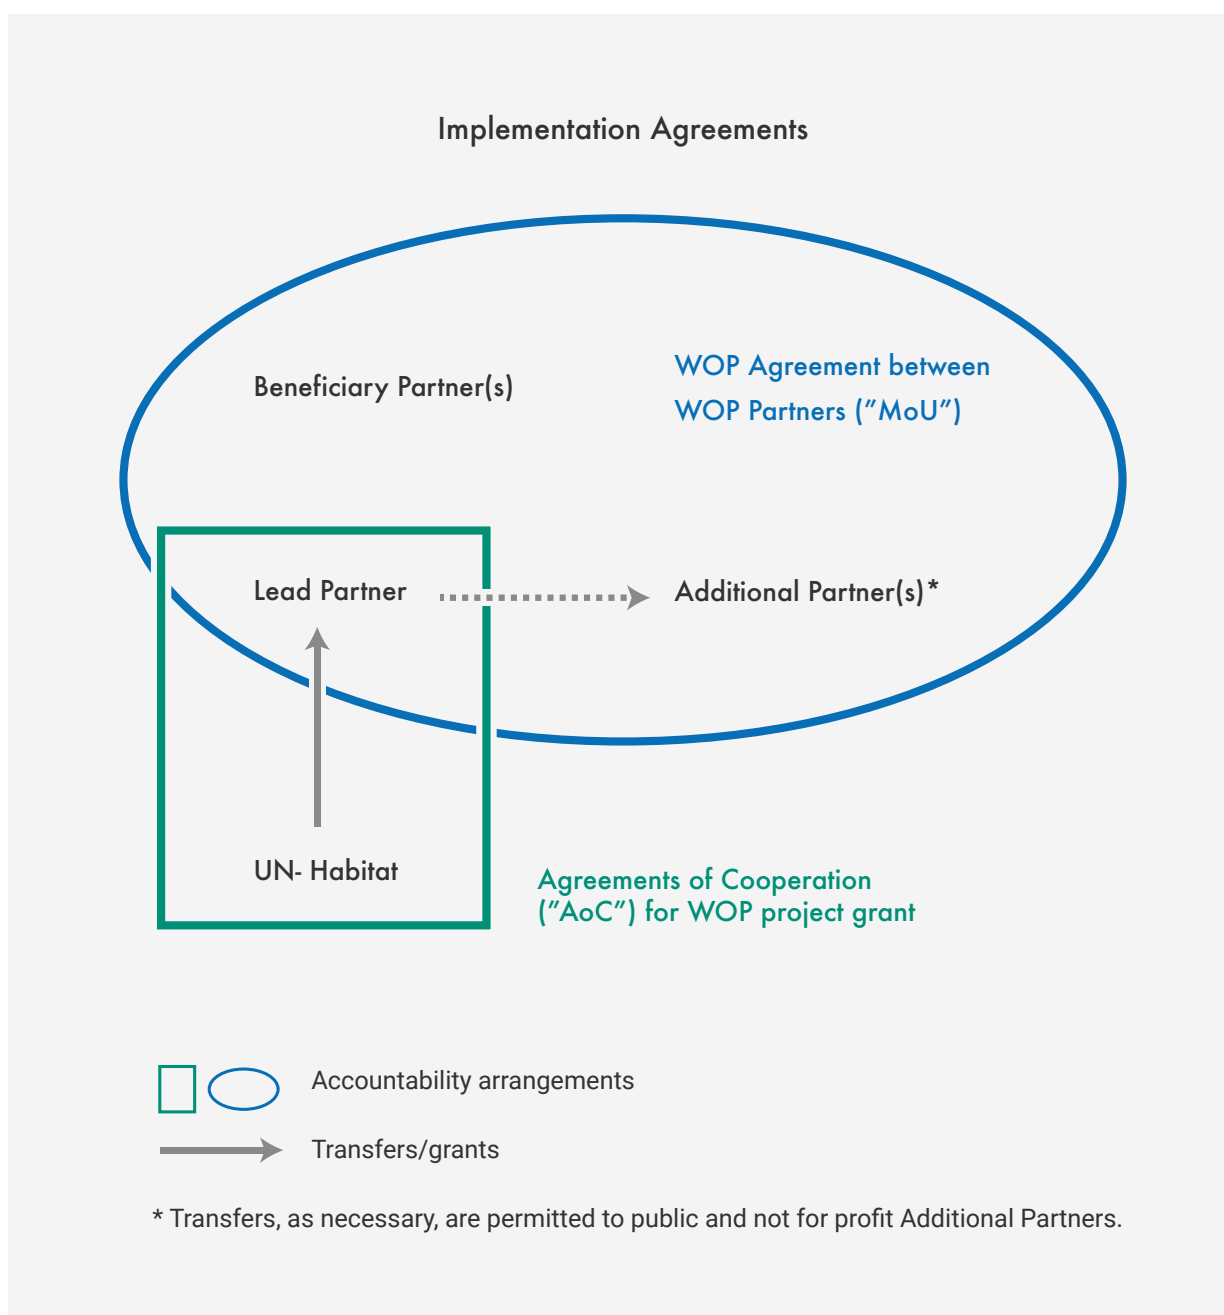 Implementation Agreements
Beneficiary Partner(s)
WOP Agreement between
WOP Partners (”MoU”)
Lead Partner
Additional Partner(s)*
UN- Habitat
Agreements of Cooperation
(”AoC”) for WOP project grant
Accountability arrangements
Transfers/grants
* Transfers, as necessary, are permitted to public and not for profit Additional Partners.